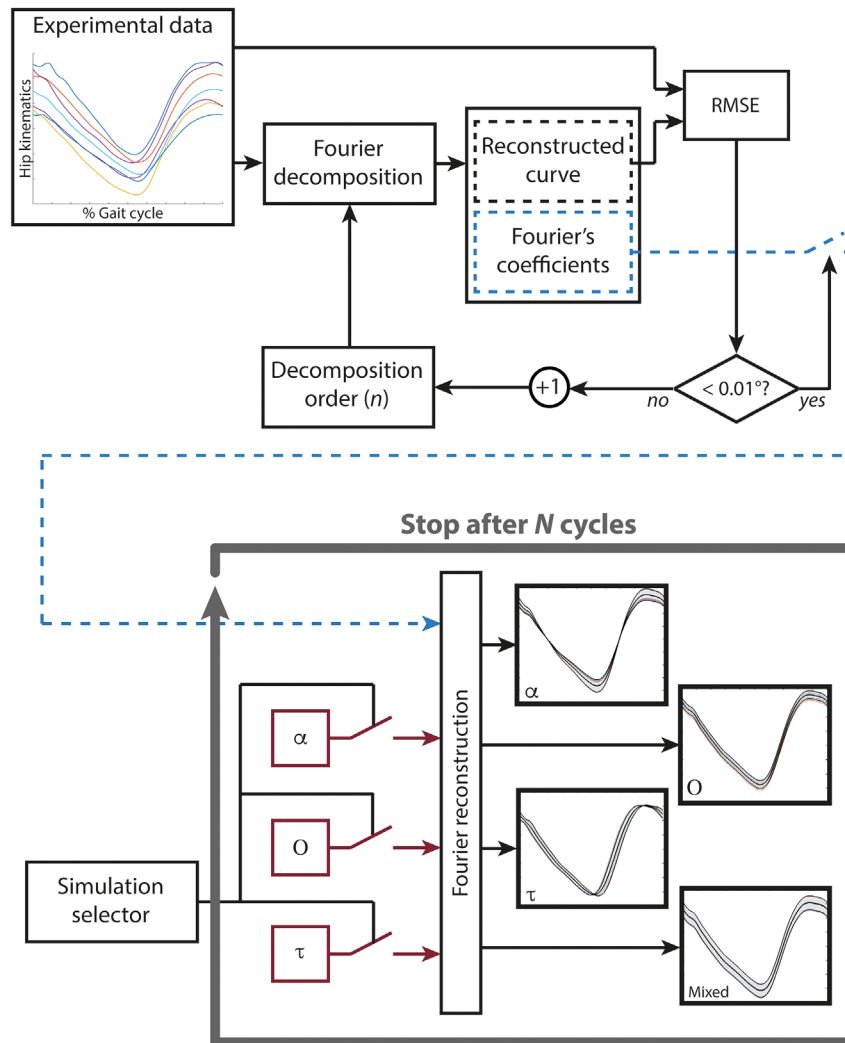 Experimental data
Hip kinematics
% Gait cycle
Fourier
decomposition
Reconstructed
curve
Fourier's
coefficients
RMSE
Decomposition
order (n)
+1
no
< 0.01°?
yes
Stop after N cycles
Simulation
selector
α
O
τ
Fourier reconstruction
α
O
τ
Mixed